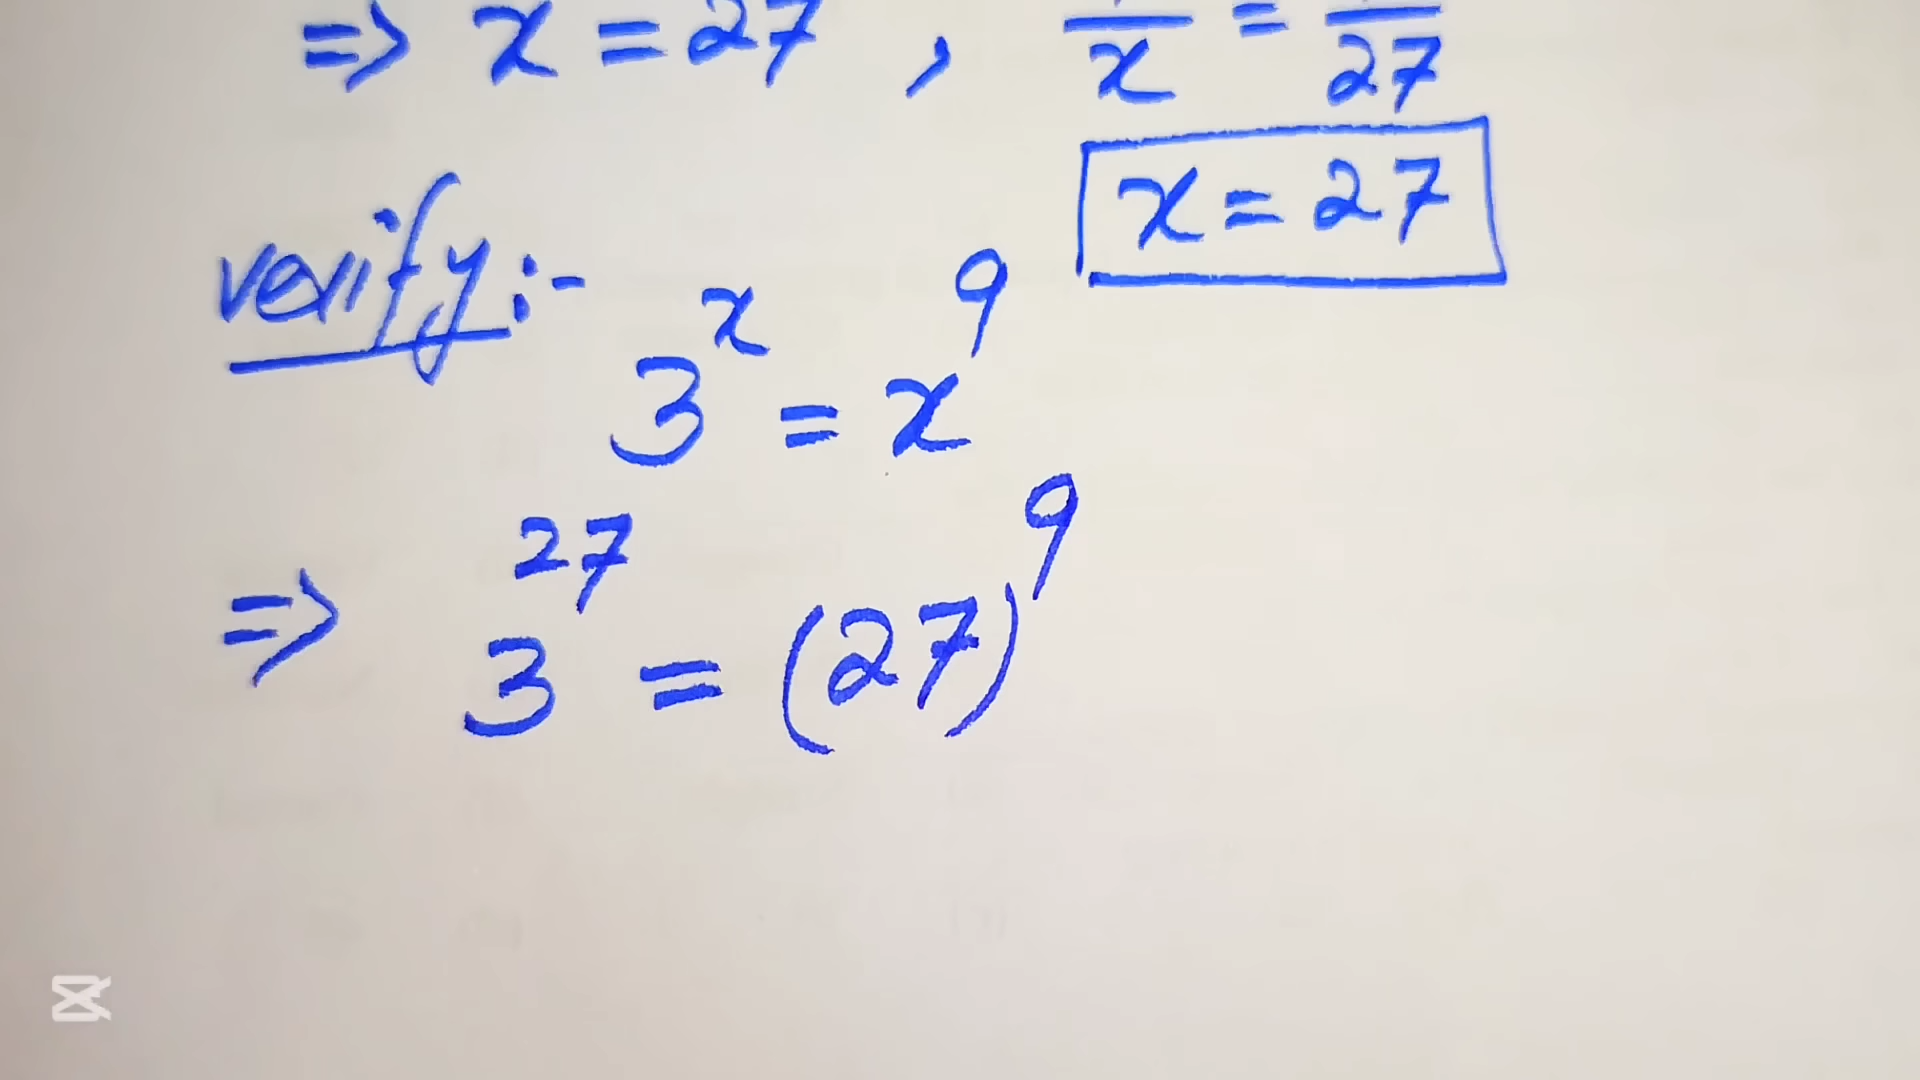 ⇒ x = 27 , 1/x = 1/27
x = 27
verify:-
3^x = x^9
⇒ 3^27 = (27)^9